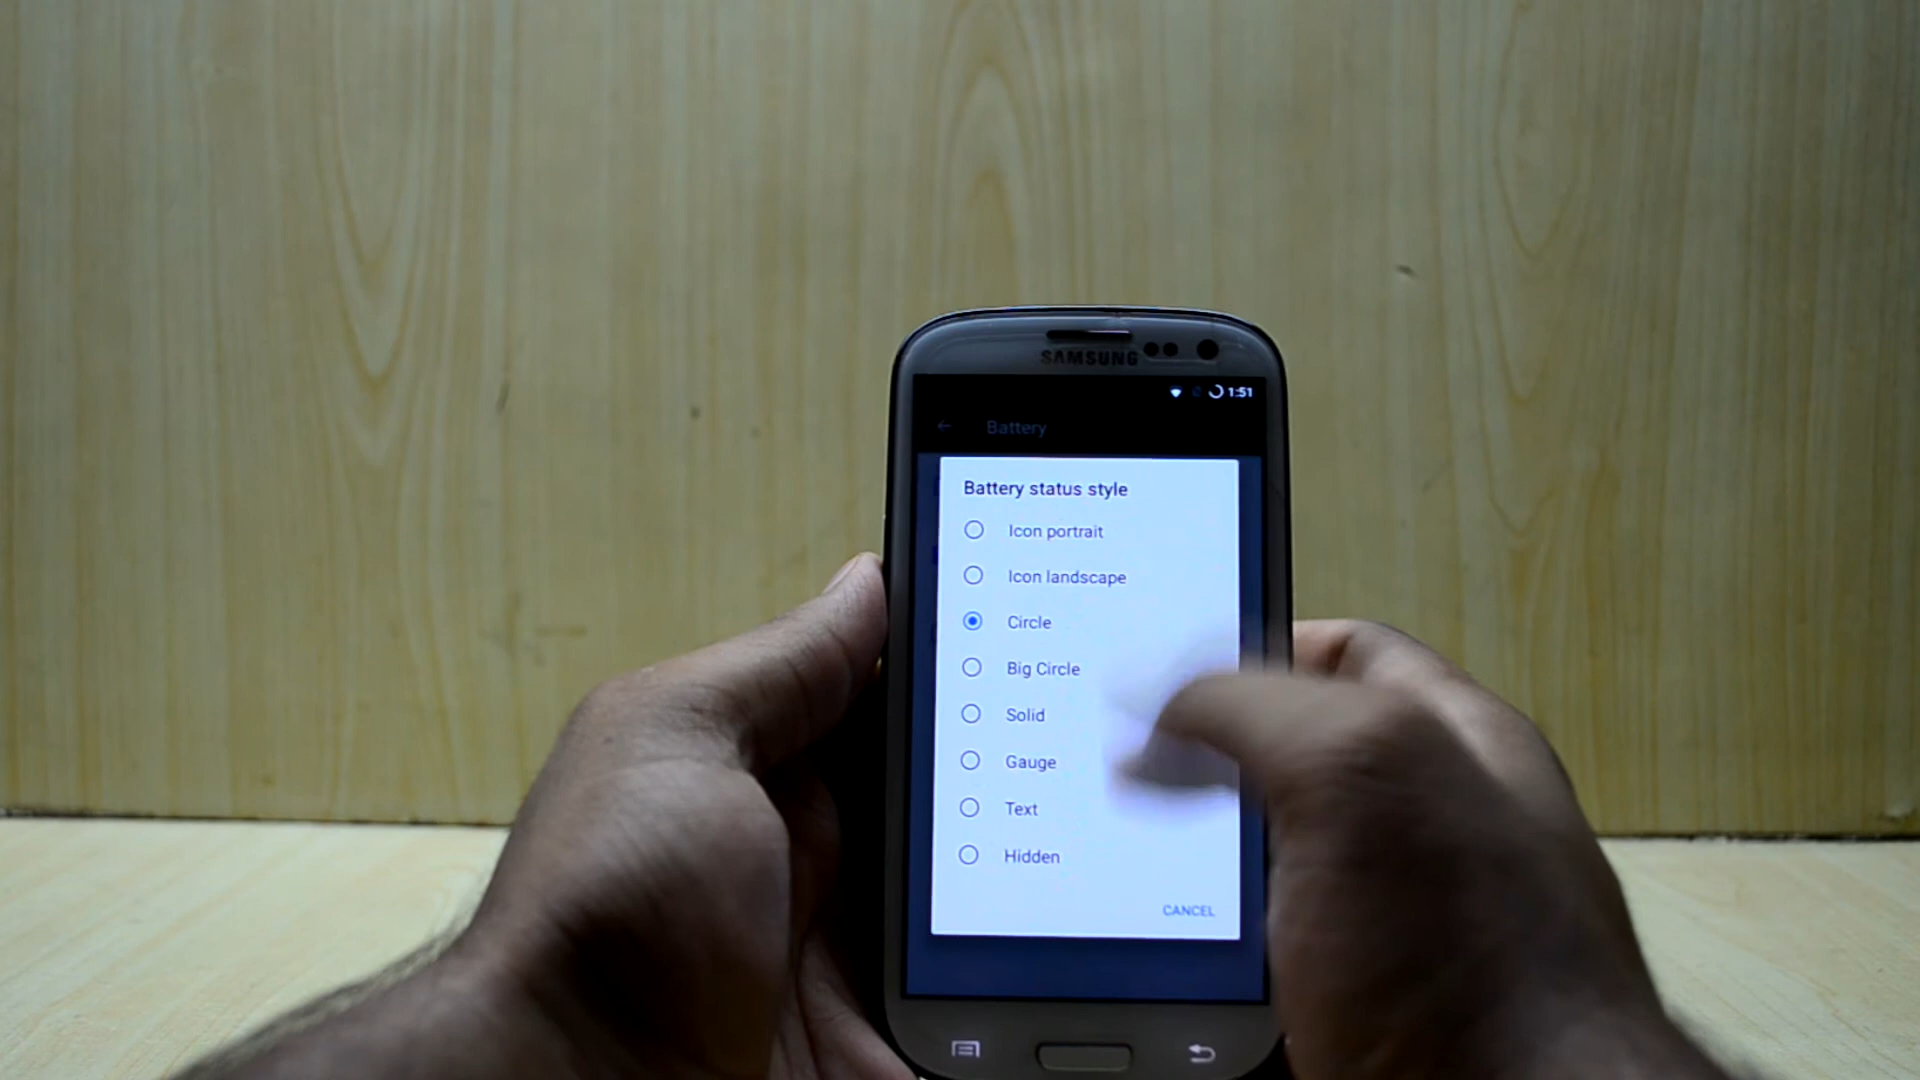 SAMSUNG
1:51
Battery
Battery status style
Icon portrait
Icon landscape
Circle
Big Circle
Solid
Gauge
Text
Hidden
CANCEL